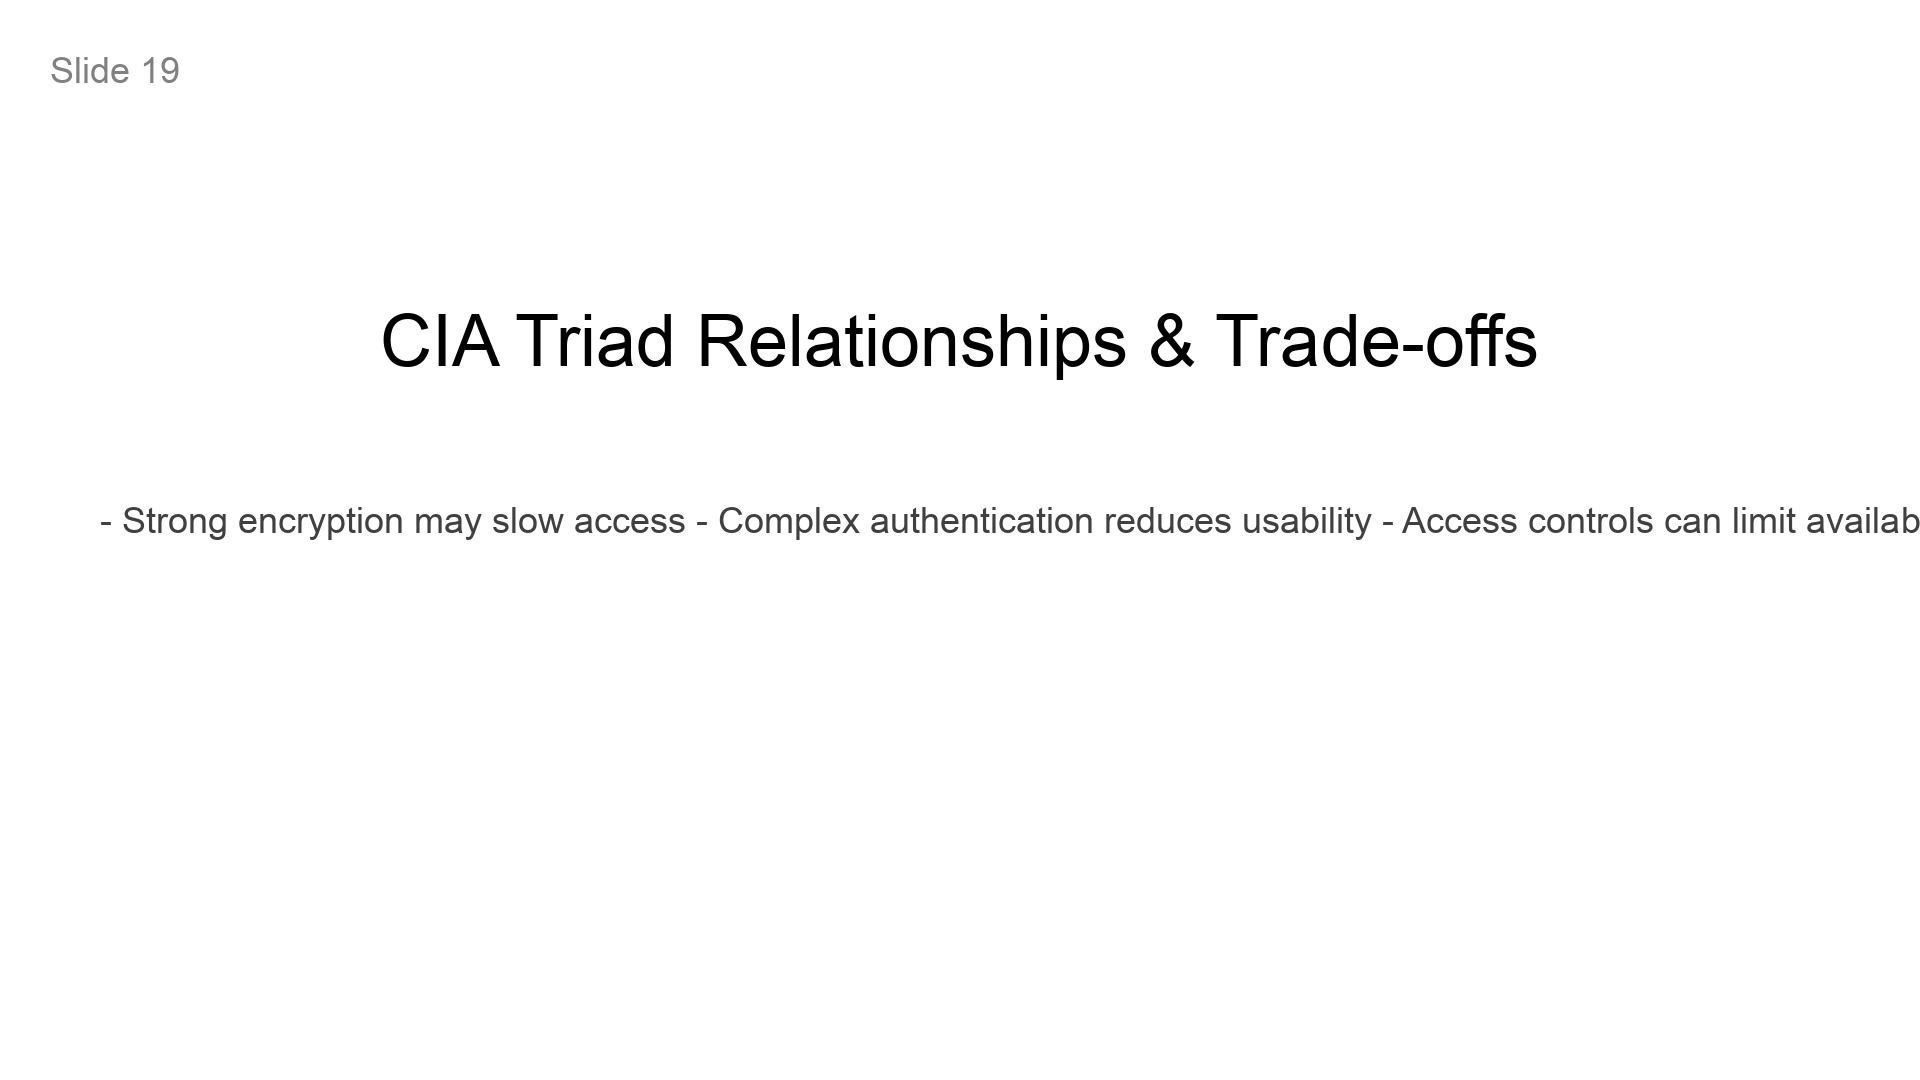 Slide 19
CIA Triad Relationships & Trade-offs
- Strong encryption may slow access - Complex authentication reduces usability - Access controls can limit availab